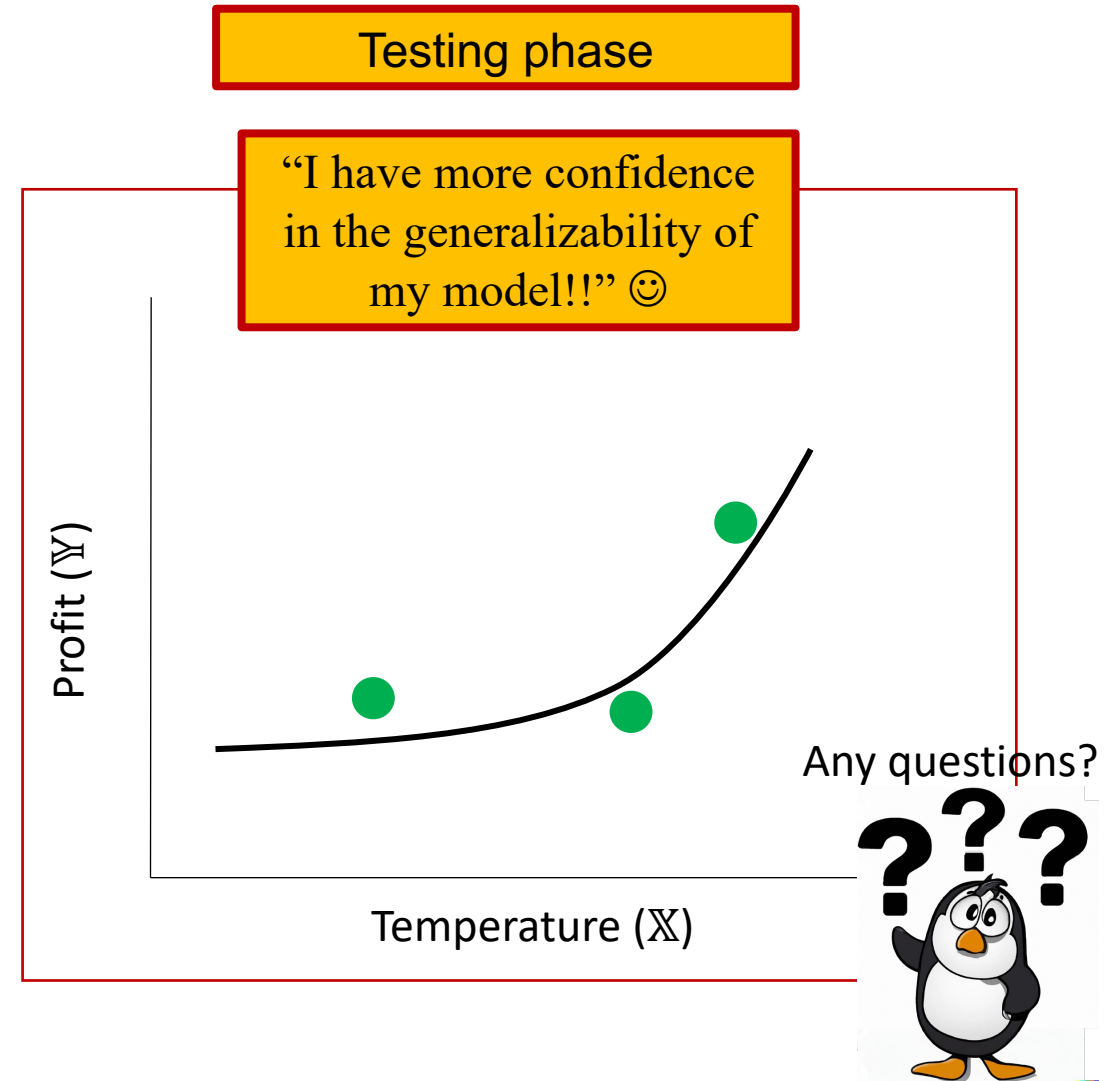 Testing phase
“I have more confidence
in the generalizability of
my model!!” ☺
Profit (𝕐)
Any questions?
???
Temperature (𝕏)